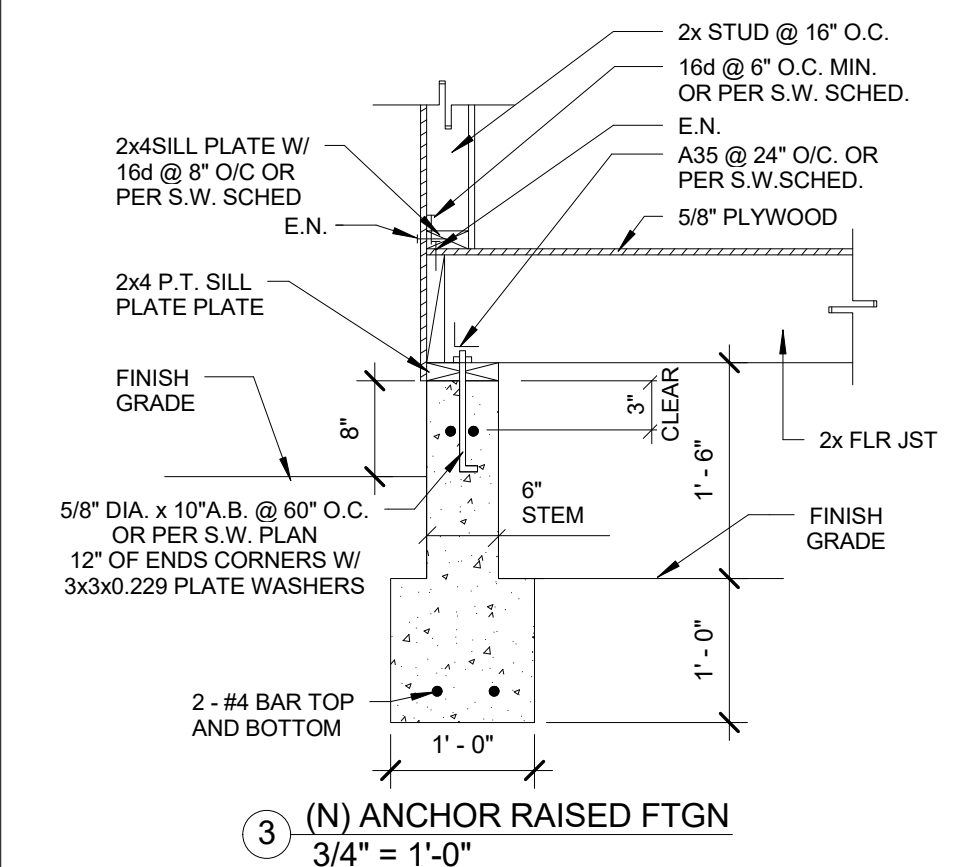 2x STUD @ 16" O.C.
16d @ 6" O.C. MIN.
OR PER S.W. SCHED.
E.N.
A35 @ 24" O/C. OR
PER S.W.SCHED.
5/8" PLYWOOD
2x4SILL PLATE W/
16d @ 8" O/C OR
PER S.W. SCHED
E.N.
2x4 P.T. SILL
PLATE PLATE
FINISH
GRADE
8"
3"
CLEAR
1' - 6"
2x FLR JST
5/8" DIA. x 10"A.B. @ 60" O.C.
OR PER S.W. PLAN
12" OF ENDS CORNERS W/
3x3x0.229 PLATE WASHERS
6"
STEM
FINISH
GRADE
1' - 0"
2 - #4 BAR TOP
AND BOTTOM
1' - 0"
3
(N) ANCHOR RAISED FTGN
3/4" = 1'-0"